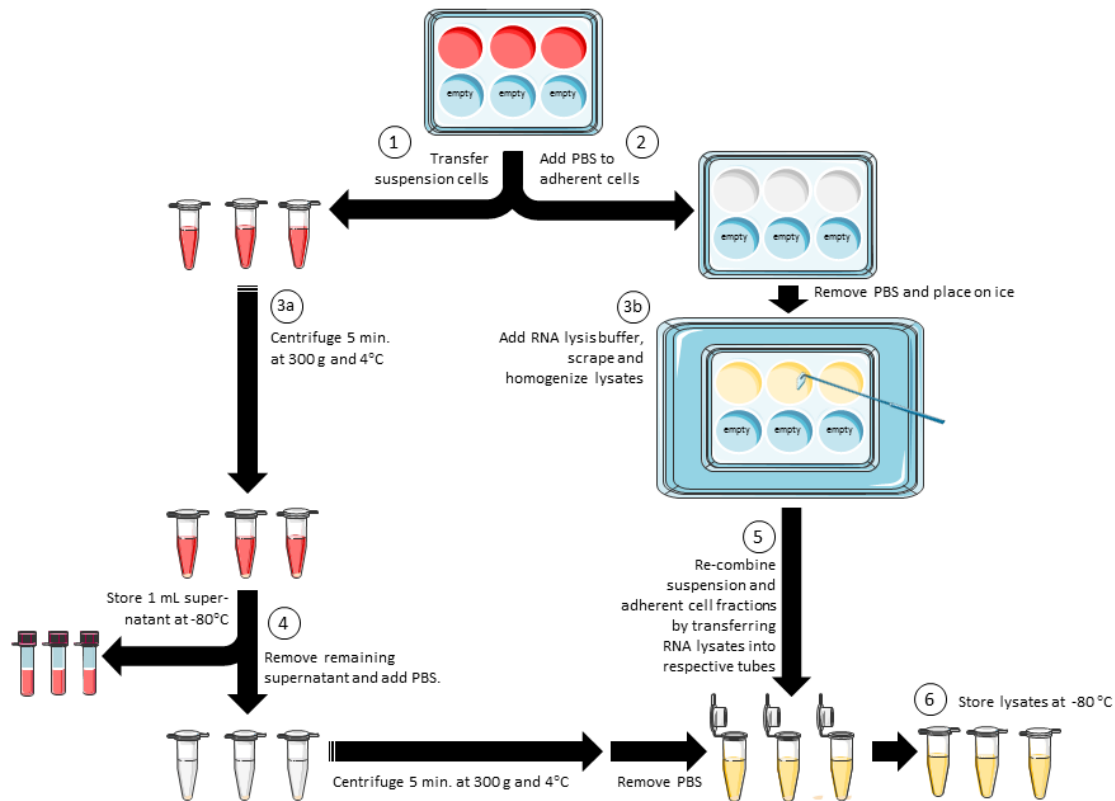 empty
empty
empty
1
Transfer
suspension cells
2
Add PBS to
adherent cells
empty
empty
empty
Remove PBS and place on ice
3a
Centrifuge 5 min.
at 300 g and 4°C
3b
Add RNA lysis buffer,
scrape and
homogenize lysates
empty
empty
empty
Store 1 mL super-
natant at -80°C
4
Remove remaining
supernatant and add PBS.
5
Re-combine
suspension and
adherent cell fractions
by transferring
RNA lysates into
respective tubes
Centrifuge 5 min. at 300 g and 4°C
Remove PBS
6
Store lysates at -80 °C